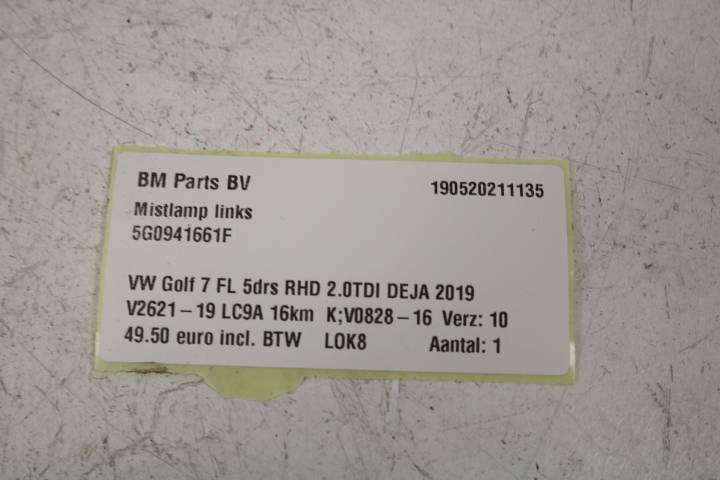 BM Parts BV 190520211135
Mistlamp links
5G0941661F
VW Golf 7 FL 5drs RHD 2.0TDI DEJA 2019
V2621-19 LC9A 16km K;V0828-16 Verz: 10
49.50 euro incl. BTW LOK8 Aantal: 1